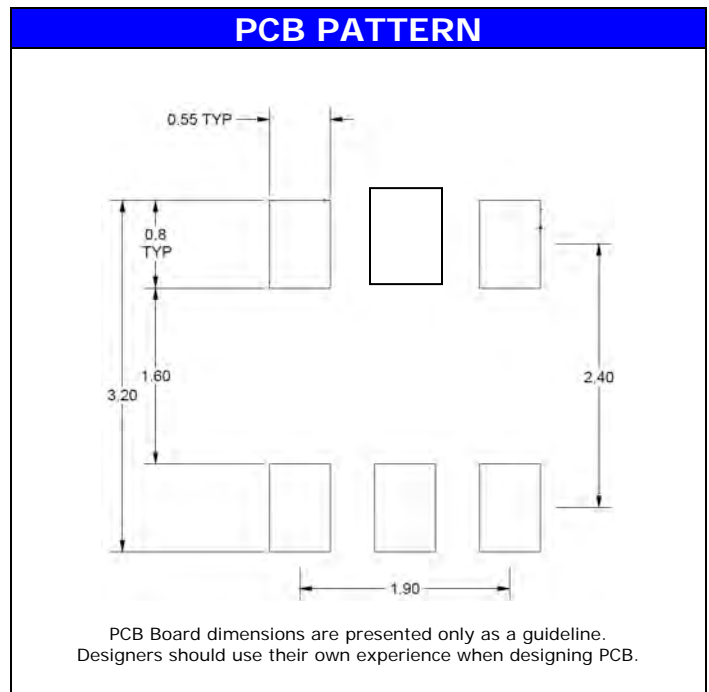 PCB PATTERN
0.55 TYP
0.8
TYP
1.60
3.20
2.40
1.90
PCB Board dimensions are presented only as a guideline.
Designers should use their own experience when designing PCB.